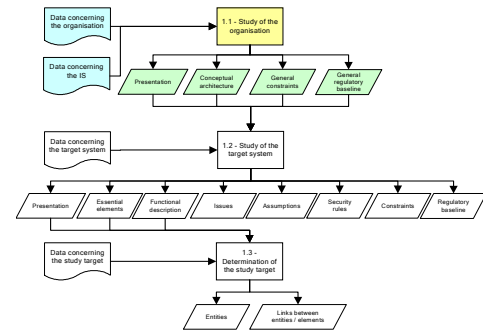 Data concerning
the organisation
1.1 - Study of the
organisation
Data concerning
the IS
Presentation
Conceptual
architecture
General
constraints
General
regulatory
baseline
Data concerning
the target
system
1.2 - Study of the
target system
Presentation
Essential
elements
Functional
description
Issues
Assumptions
Security
rules
Constraints
Regulatory
baseline
Data concerning
the study target
1.3 -
Determination of
the study target
Entities
Links between
entities / elements